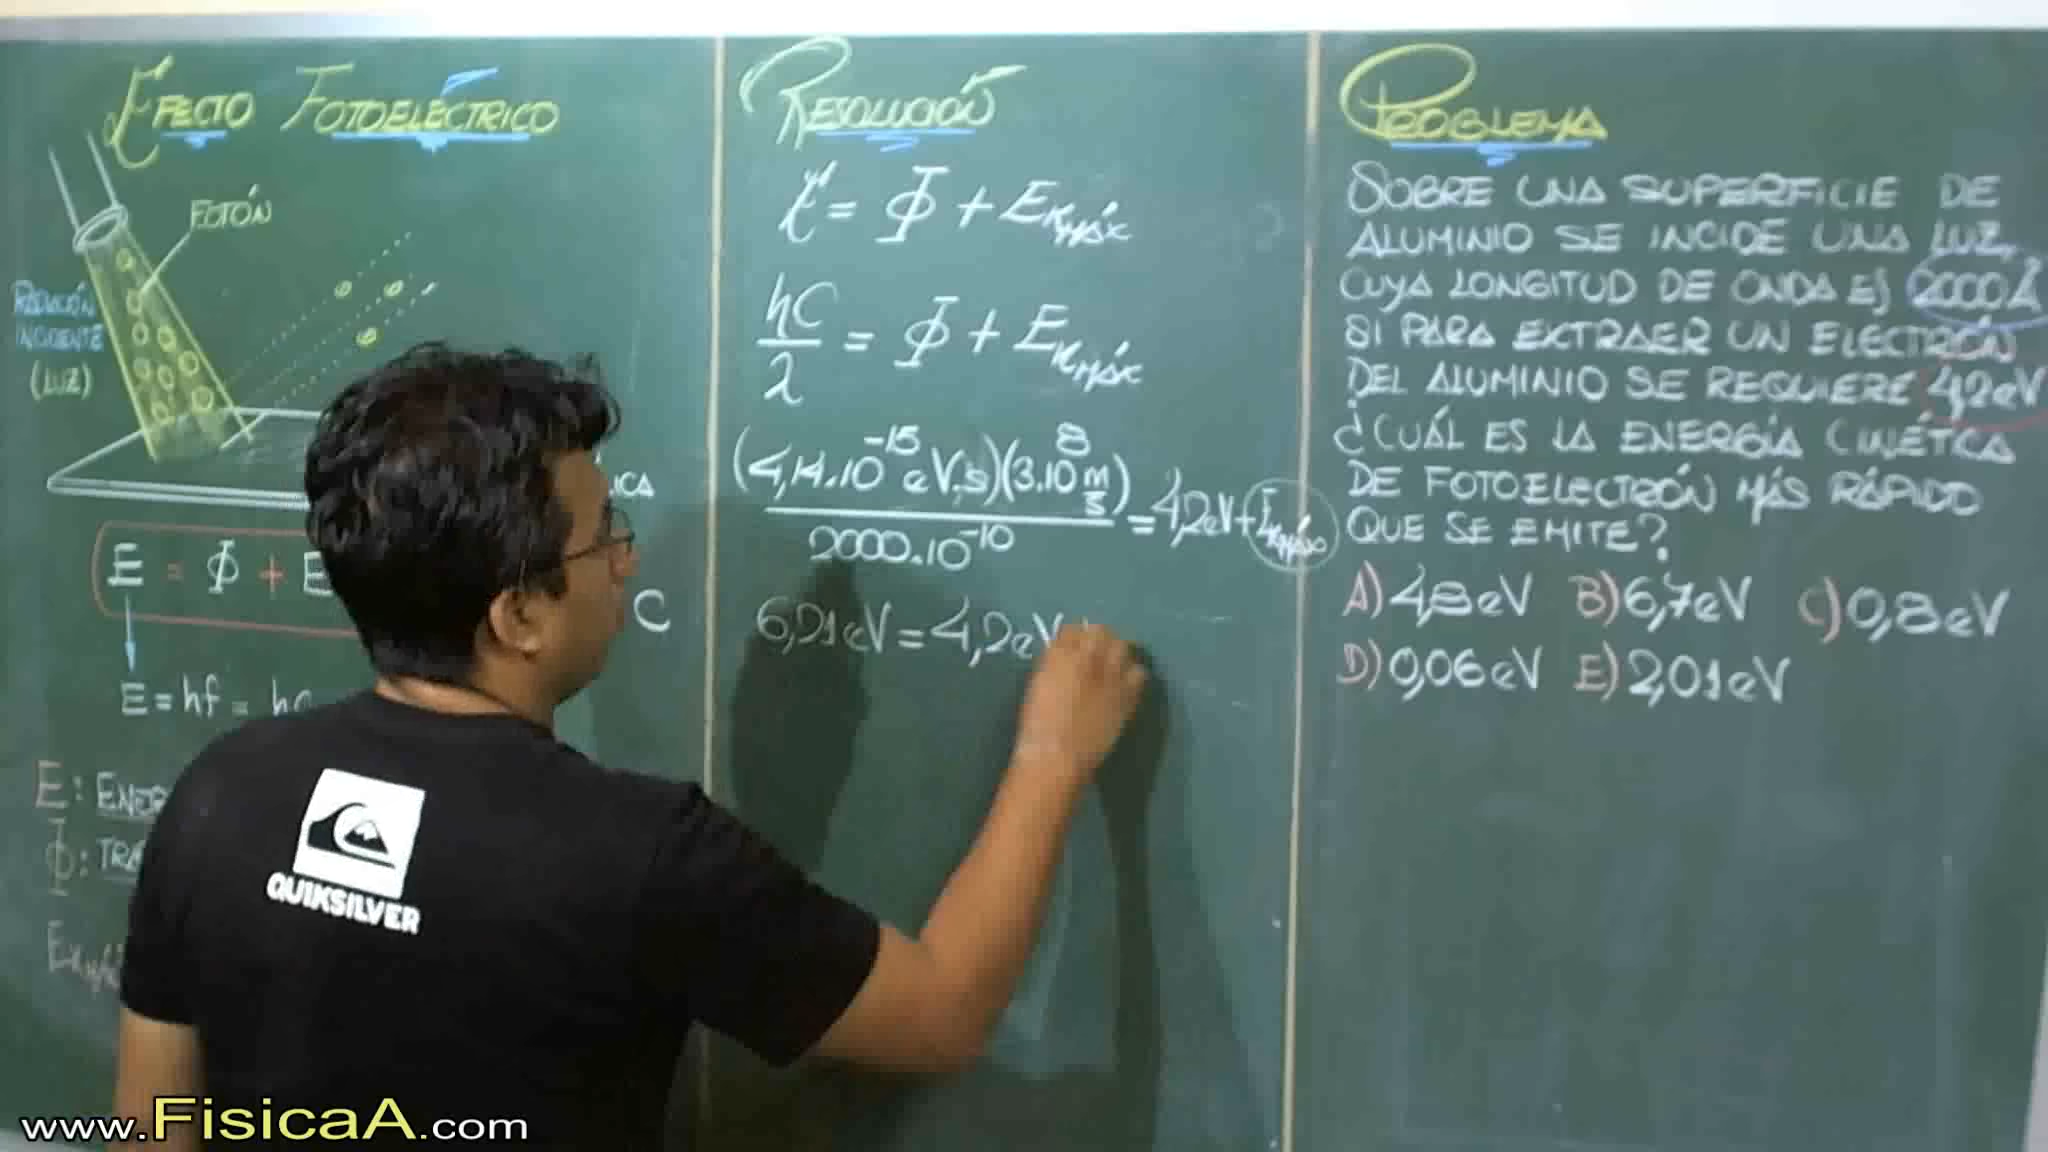 EFECTO FOTOELÉCTRICO
FOTÓN
RADIACIÓN
INCIDENTE
(LUZ)
E = Φ + E
E = hf = hc
E: ENER
Φ: TRA
C
RESOLUCIÓN
E = Φ + EKMÁX
hC/λ = Φ + EKMÁX
(4,14.10^-15 eV.s)(3.10^8 m/s)/2000.10^-10 = 4,2eV + EKMÁX
6,21eV = 4,2eV +
PROBLEMA
SOBRE UNA SUPERFICIE DE
ALUMINIO SE INCIDE UNA LUZ,
CUYA LONGITUD DE ONDA ES 2000Å
SI PARA EXTRAER UN ELECTRÓN
DEL ALUMINIO SE REQUIERE 4,2eV
¿CUÁL ES LA ENERGÍA CINÉTICA
DE FOTOELECTRÓN MÁS RÁPIDO
QUE SE EMITE?
A) 4,8eV B) 6,7eV C) 0,8eV
D) 0,06eV E) 2,01eV
QUIKSILVER
www.FisicaA.com